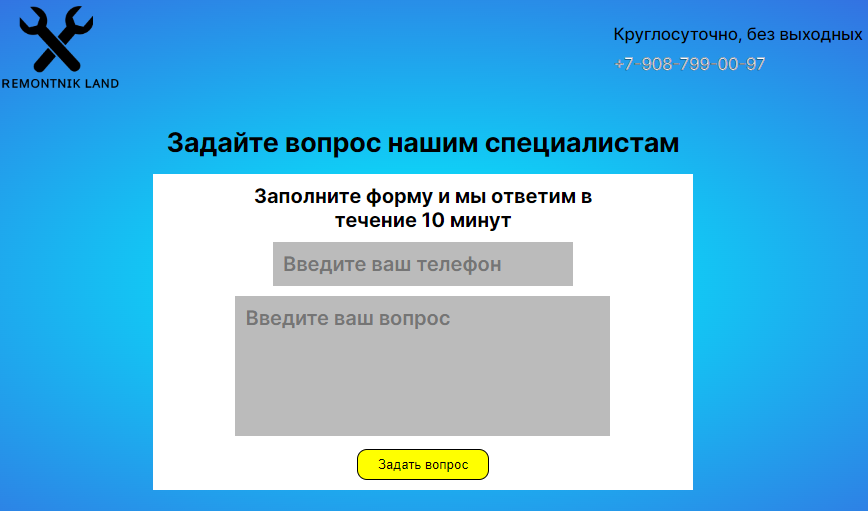 REMONTNIK LAND
Круглосуточно, без выходных
+7-908-799-00-97
Задайте вопрос нашим специалистам
Заполните форму и мы ответим в
течение 10 минут
Введите ваш телефон
Введите ваш вопрос
Задать вопрос